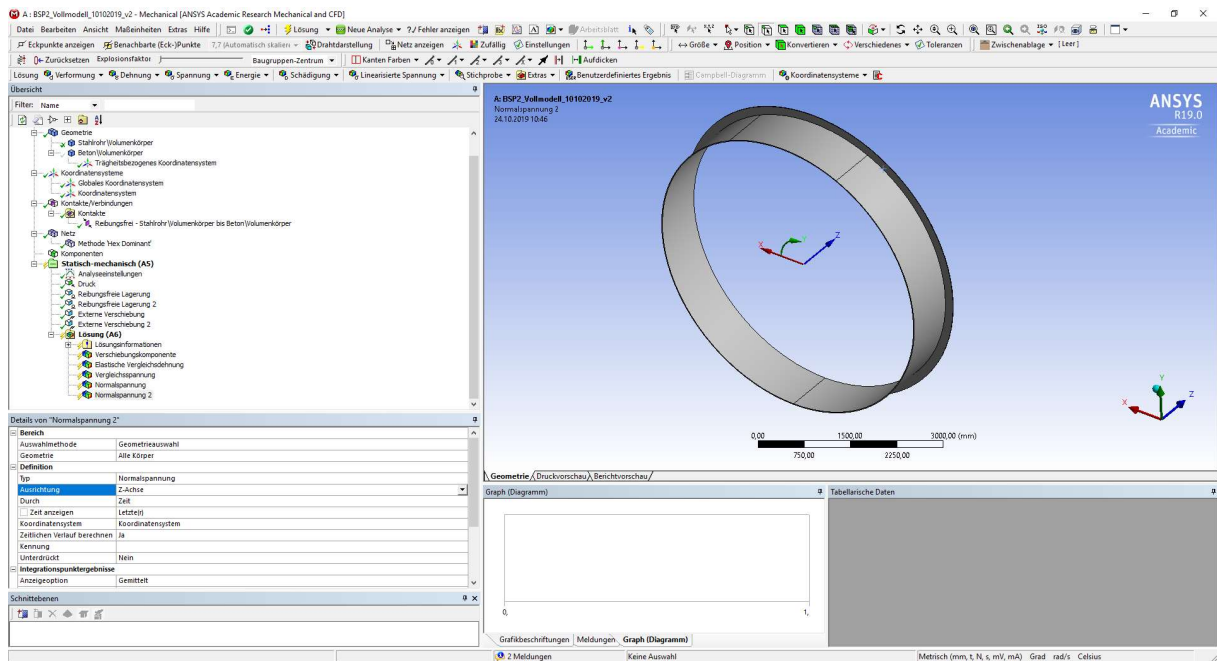 A : BSP2_Vollmodell_10102019_v2 - Mechanical [ANSYS Academic Research Mechanical and CFD]
Datei Bearbeiten Ansicht Maßeinheiten Extras Hilfe Lösung Neue Analyse ?/ Fehler anzeigen Arbeitsblatt
Eckpunkte anzeigen Benachbarte (Eck-)Punkte 7,7 (Automatisch skalieren Drahtdarstellung Netz anzeigen Zufällig Einstellungen Größe Position Konvertieren Verschiedenes Toleranzen Zwischenablage [Leer]
Zurücksetzen Explosionsfaktor Baugruppen-Zentrum Kanten Farben Aufdicken
Lösung Verformung Dehnung Spannung Energie Schädigung Linearisierte Spannung Stichprobe Extras Benutzerdefiniertes Ergebnis Campbell-Diagramm Koordinatensysteme
Übersicht
Filter: Name
Geometrie
Stahlrohr\Volumenkörper
Beton\Volumenkörper
Trägheitsbezogenes Koordinatensystem
Koordinatensysteme
Globales Koordinatensystem
Koordinatensystem
Kontakte/Verbindungen
Kontakte
Reibungsfrei - Stahlrohr\Volumenkörper bis Beton\Volumenkörper
Netz
Methode 'Hex Dominant'
Komponenten
Statisch-mechanisch (A5)
Analyseeinstellungen
Druck
Reibungsfreie Lagerung
Reibungsfreie Lagerung 2
Externe Verschiebung
Externe Verschiebung 2
Lösung (A6)
Lösungsinformationen
Verschiebungskomponente
Elastische Vergleichsdehnung
Vergleichsspannung
Normalspannung
Normalspannung 2
Details von "Normalspannung 2"
Bereich
Auswahlmethode Geometrieauswahl
Geometrie Alle Körper
Definition
Typ Normalspannung
Ausrichtung Z-Achse
Durch Zeit
Zeit anzeigen Letzte(r)
Koordinatensystem Koordinatensystem
Zeitlichen Verlauf berechnen Ja
Kennung
Unterdrückt Nein
Integrationspunktergebnisse
Anzeigeoption Gemittelt
Schnittebenen
A: BSP2_Vollmodell_10102019_v2
Normalspannung 2
24.10.2019 10:46
ANSYS
R19.0
Academic
X Y Z
Y
X Z
0,00 1500,00 3000,00 (mm)
750,00 2250,00
Geometrie Druckvorschau Berichtvorschau
Graph (Diagramm)
0, 1,
Grafikbeschriftungen Meldungen Graph (Diagramm)
Tabellarische Daten
2 Meldungen Keine Auswahl Metrisch (mm, t, N, s, mV, mA) Grad rad/s Celsius